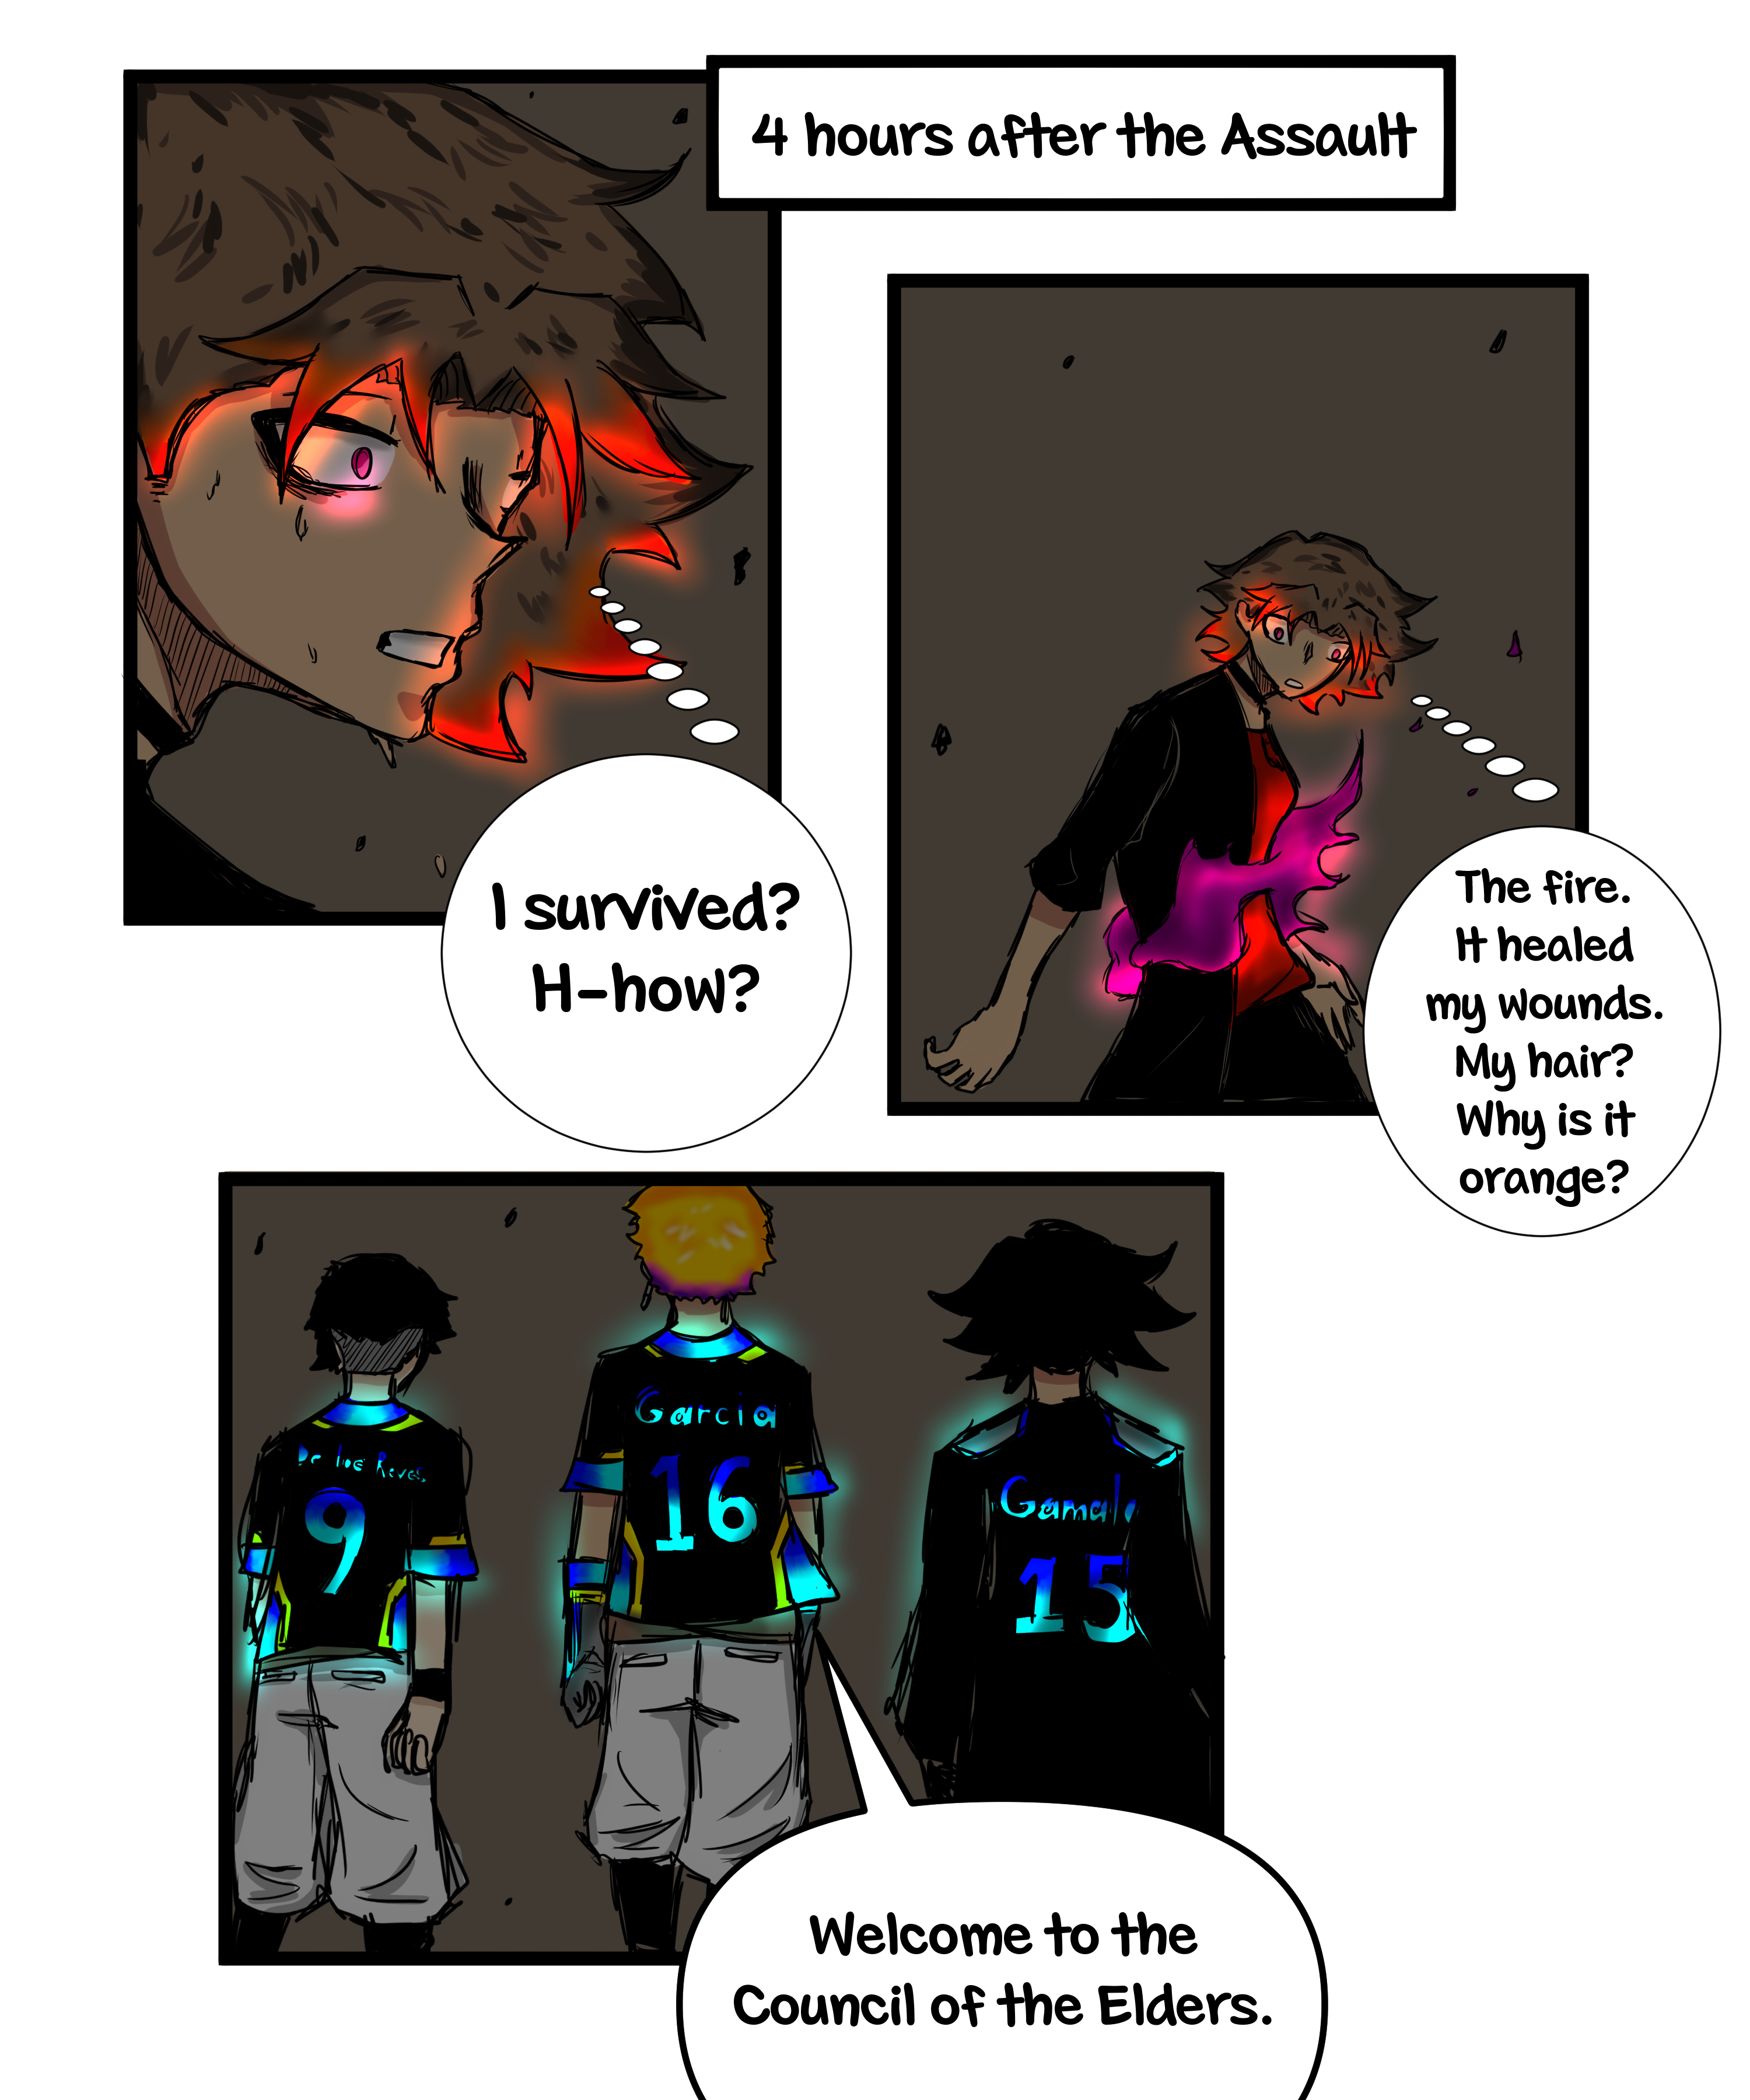 4 hours after the Assault
I survived?
H-how?
The fire.
It healed
my wounds.
My hair?
Why is it
orange?
Garcia
16
9
15
Welcome to the
Council of the Elders.